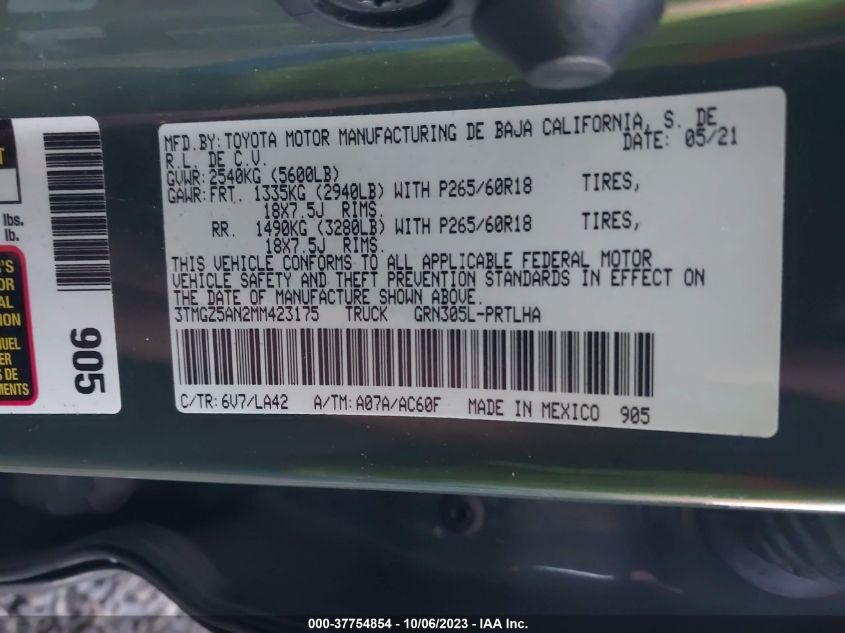 MFD.BY: TOYOTA MOTOR MANUFACTURING DE BAJA CALIFORNIA, S. DE
R.L. DE C.V.
DATE: 05/21
GVWR: 2540KG (5600LB)
GAWR: FRT. 1335KG (2940LB) WITH P265/60R18 TIRES,
18X7.5J RIMS.
RR. 1490KG (3280LB) WITH P265/60R18 TIRES,
18X7.5J RIMS.
THIS VEHICLE CONFORMS TO ALL APPLICABLE FEDERAL MOTOR
VEHICLE SAFETY AND THEFT PREVENTION STANDARDS IN EFFECT ON
THE DATE OF MANUFACTURE SHOWN ABOVE.
3TMGZ5AN2MM423175 TRUCK GRN305L-PRTLHA
C/TR: 6V7/LA42 A/TM: A07A/AC60F MADE IN MEXICO 905
905
lbs.
lb.
000-37754854 - 10/06/2023 - IAA Inc.